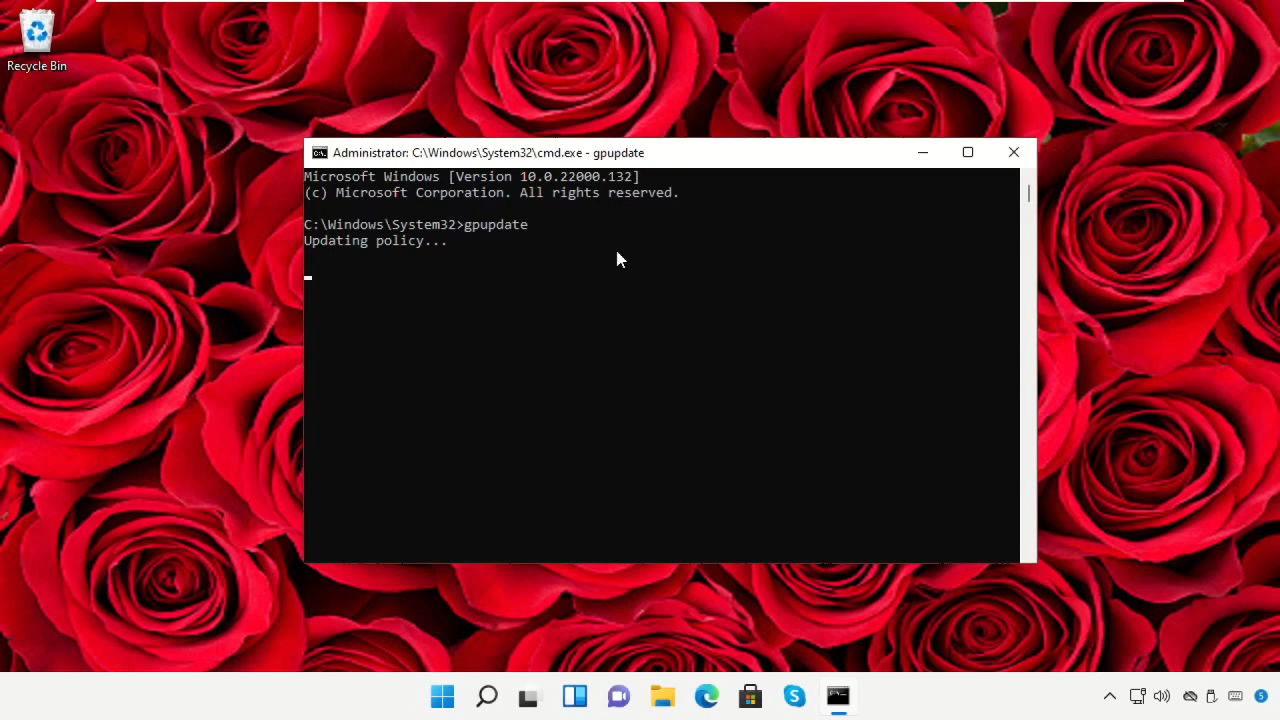 Recycle Bin
Administrator: C:\Windows\System32\cmd.exe - gpupdate
Microsoft Windows [Version 10.0.22000.132]
(c) Microsoft Corporation. All rights reserved.
C:\Windows\System32>gpupdate
Updating policy...
5